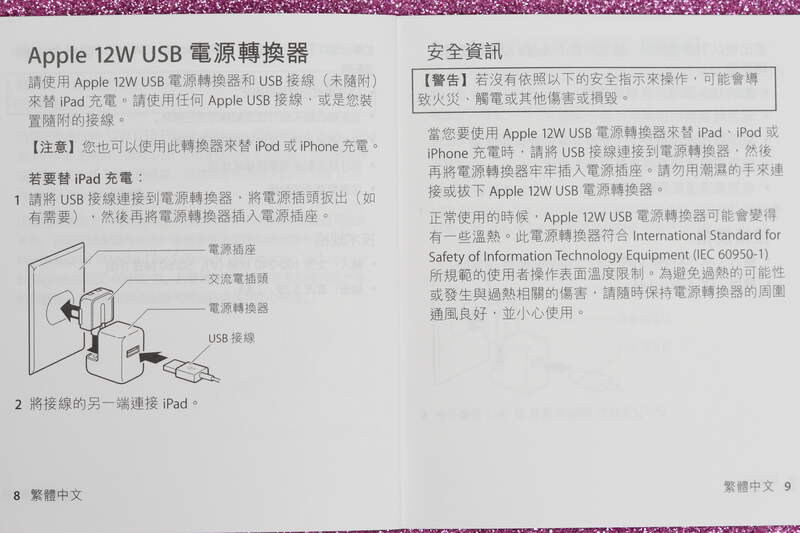 Apple 12W USB 電源轉換器
請使用 Apple 12W USB 電源轉換器和 USB 接線（未隨附）
來替 iPad 充電。請使用任何 Apple USB 接線，或是您裝
置隨附的接線。
【注意】您也可以使用此轉換器來替 iPod 或 iPhone 充電。
若要替 iPad 充電：
1 請將 USB 接線連接到電源轉換器，將電源插頭扳出（如
有需要），然後再將電源轉換器插入電源插座。
電源插座
交流電插頭
電源轉換器
USB 接線
2 將接線的另一端連接 iPad。
8 繁體中文
安全資訊
【警告】若沒有依照以下的安全指示來操作，可能會導
致火災、觸電或其他傷害或損毀。
當您要使用 Apple 12W USB 電源轉換器來替 iPad、iPod 或
iPhone 充電時，請將 USB 接線連接到電源轉換器，然後
再將電源轉換器牢牢插入電源插座。請勿用潮濕的手來連
接或拔下 Apple 12W USB 電源轉換器。
正常使用的時候，Apple 12W USB 電源轉換器可能會變得
有一些溫熱。此電源轉換器符合 International Standard for
Safety of Information Technology Equipment (IEC 60950-1)
所規範的使用者操作表面溫度限制。為避免過熱的可能性
或發生與過熱相關的傷害，請隨時保持電源轉換器的周圍
通風良好，並小心使用。
繁體中文 9